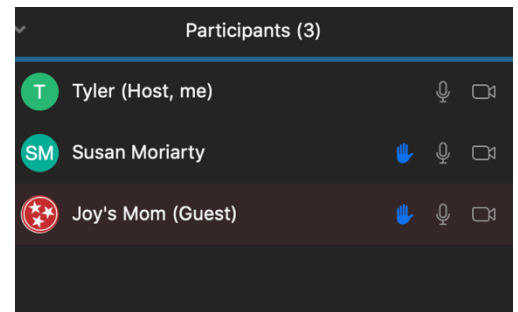 Participants (3)
T Tyler (Host, me)
SM Susan Moriarty
Joy's Mom (Guest)